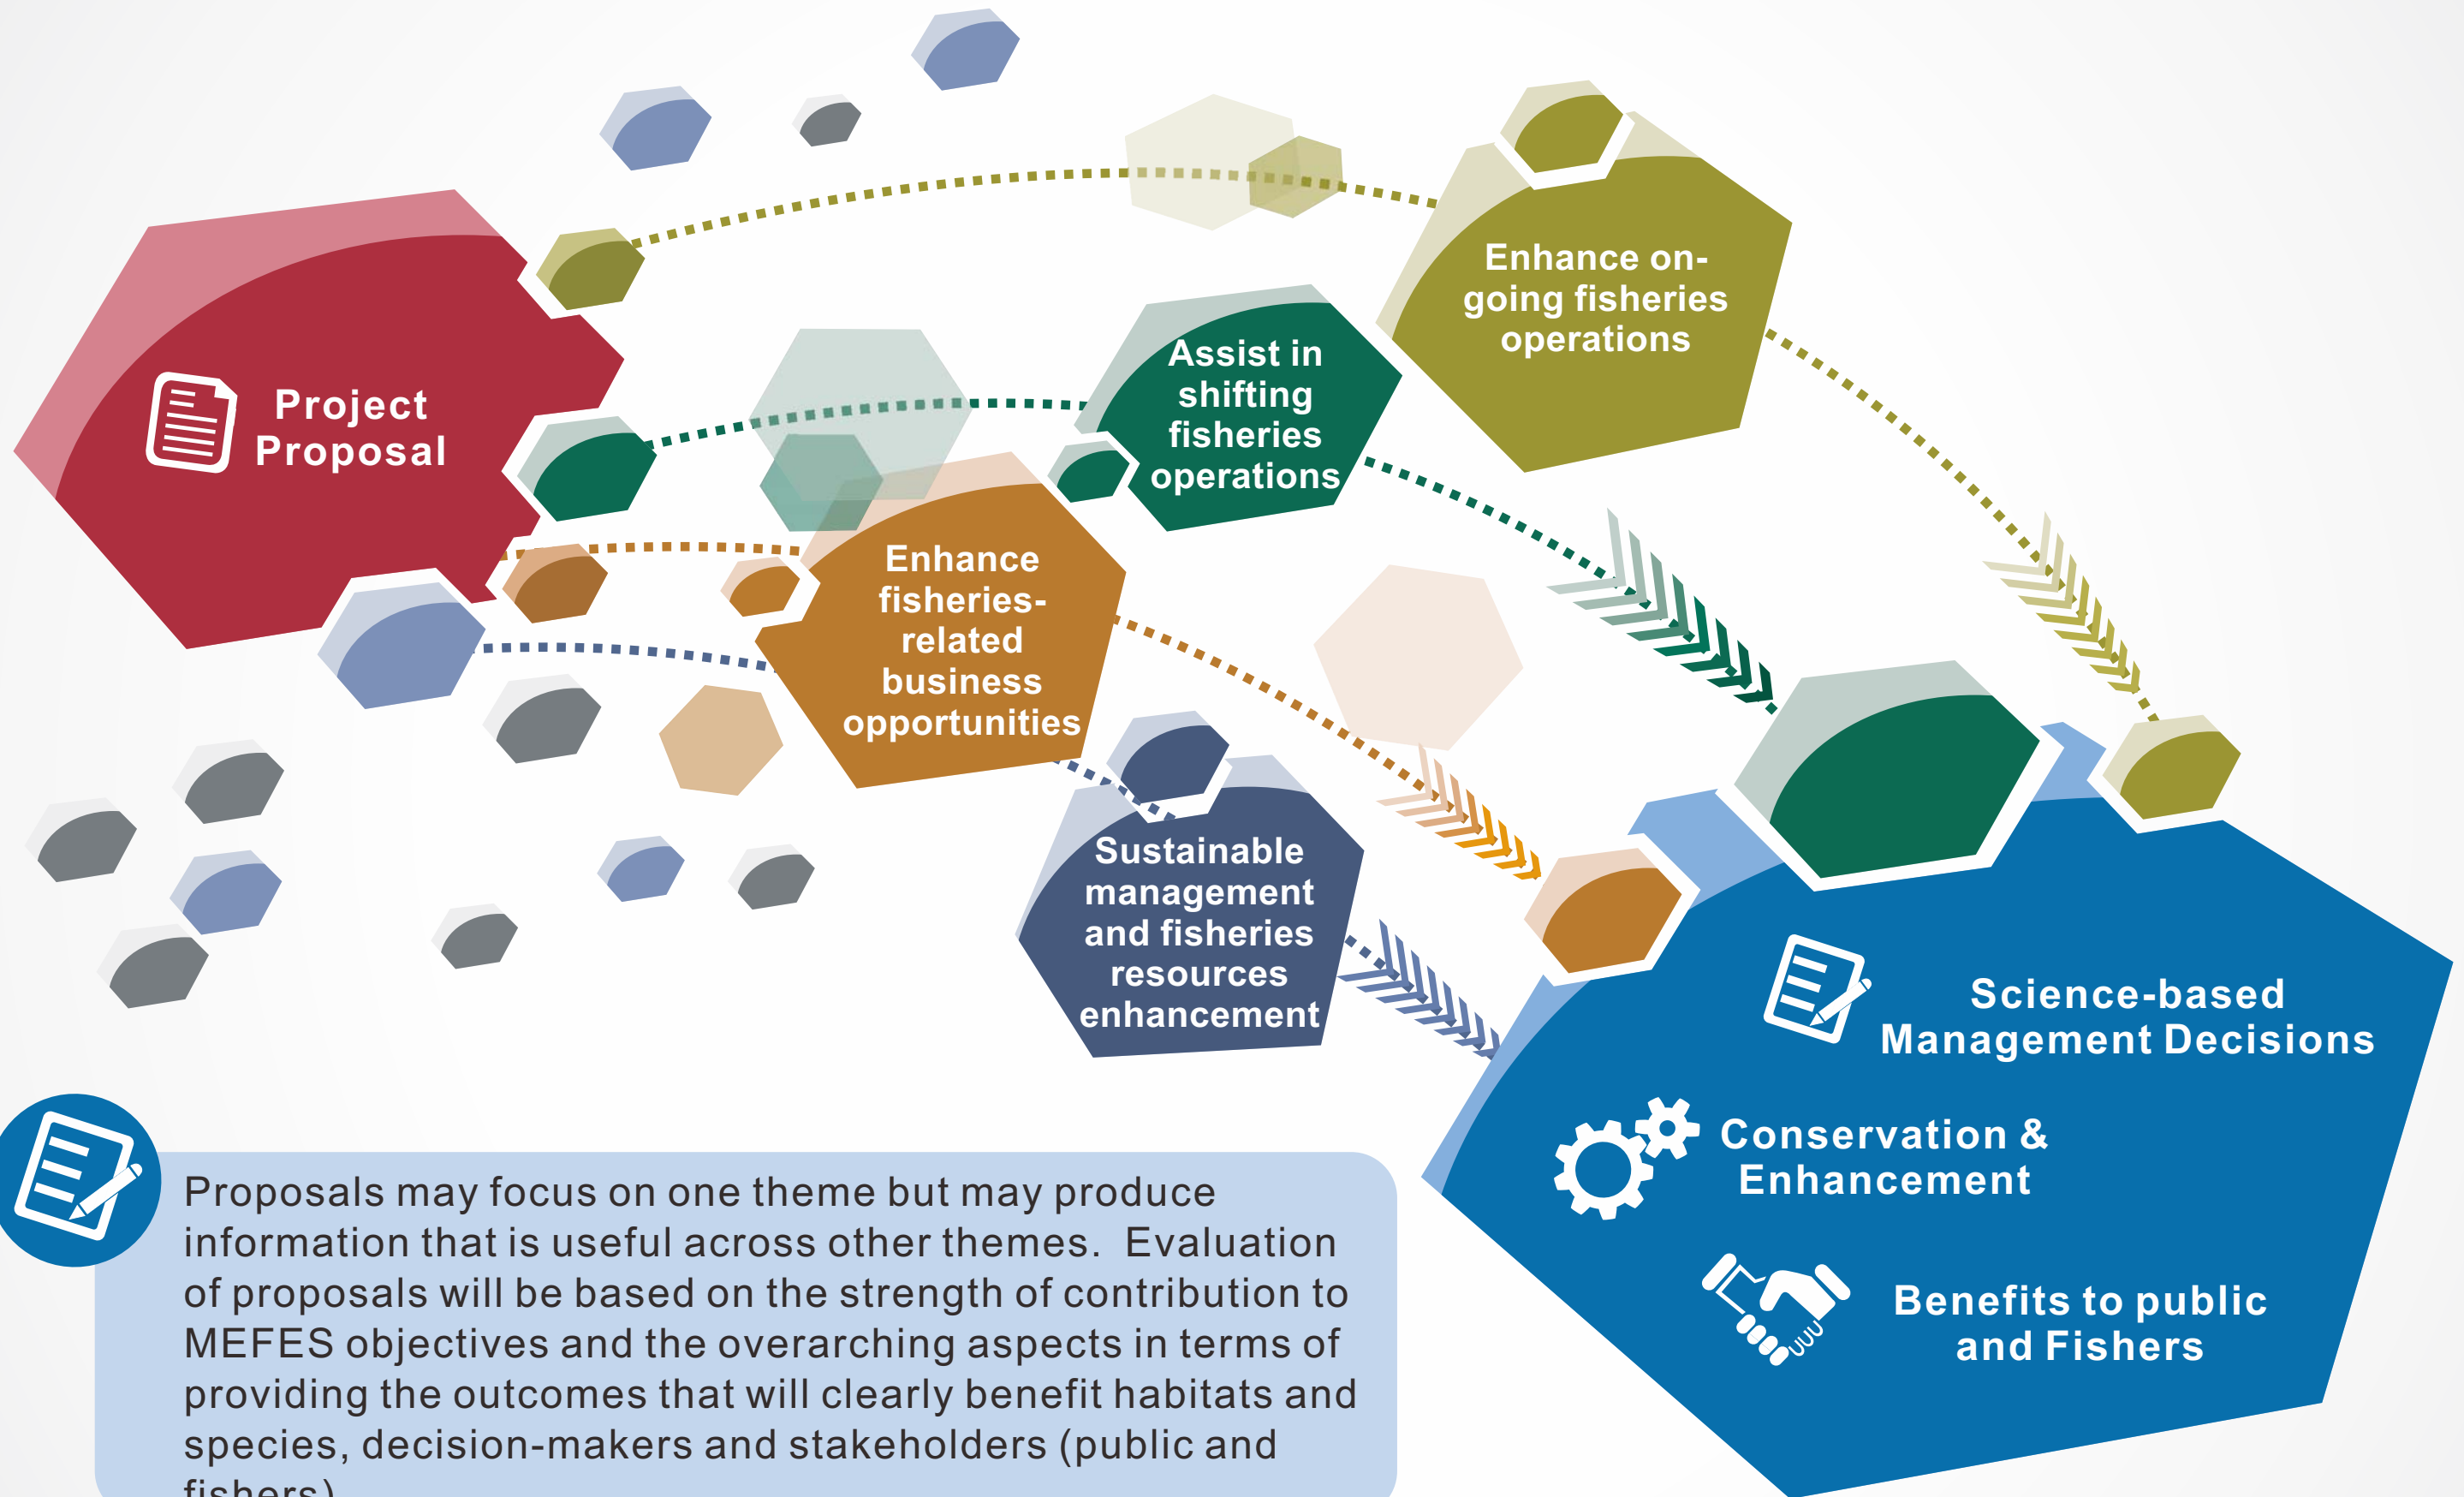 Project
Proposal
Enhance on-
going fisheries
operations
Assist in
shifting
fisheries
operations
Enhance
fisheries-
related
business
opportunities
Sustainable
management
and fisheries
resources
enhancement
Science-based
Management Decisions
Conservation &
Enhancement
Benefits to public
and Fishers
Proposals may focus on one theme but may produce
information that is useful across other themes.  Evaluation
of proposals will be based on the strength of contribution to
MEFES objectives and the overarching aspects in terms of
providing the outcomes that will clearly benefit habitats and
species, decision-makers and stakeholders (public and
fishers)